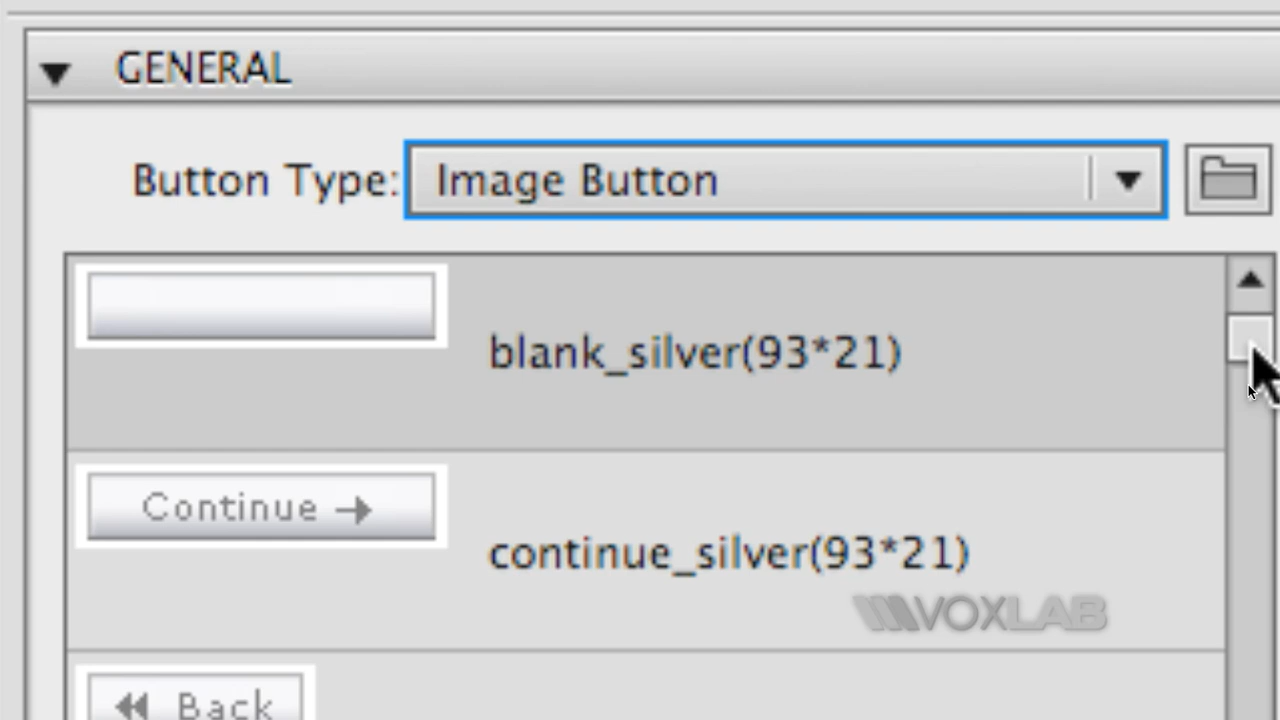 GENERAL
Button Type: Image Button
blank_silver(93*21)
Continue →
continue_silver(93*21)
VOXLAB
Back